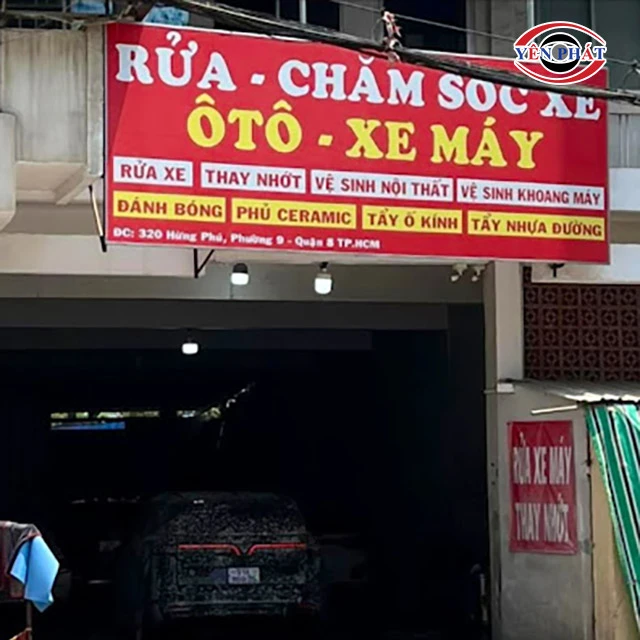 YÊN PHÁT
RỬA - CHĂM SÓC XE
ÔTÔ - XE MÁY
RỬA XE THAY NHỚT VỆ SINH NỘI THẤT VỆ SINH KHOANG MÁY
ĐÁNH BÓNG PHỦ CERAMIC TẨY Ố KÍNH TẨY NHỰA ĐƯỜNG
ĐC: 320 Hưng Phú, Phường 9 - Quận 8 TP.HCM
RỬA XE MÁY
THAY NHỚT